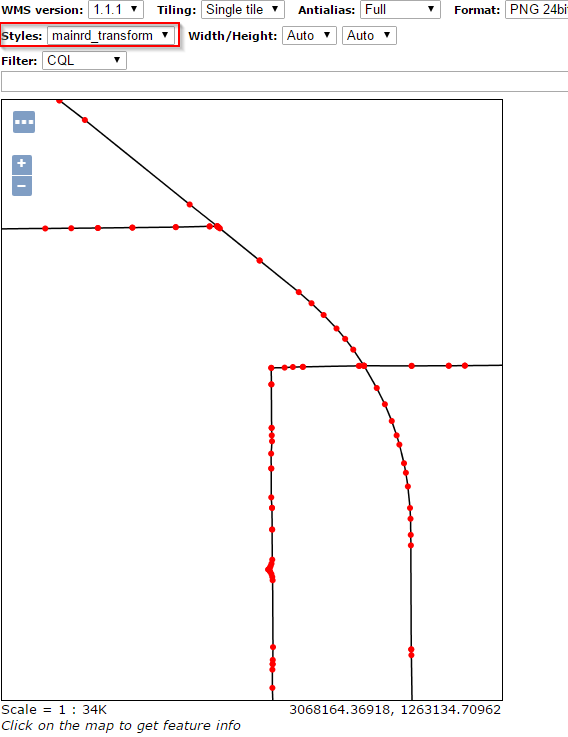 WMS version: 1.1.1 Tiling: Single tile Antialias: Full Format: PNG 24bit
Styles: mainrd_transform Width/Height: Auto Auto
Filter: CQL
Scale = 1 : 34K 3068164.36918, 1263134.70962
Click on the map to get feature info